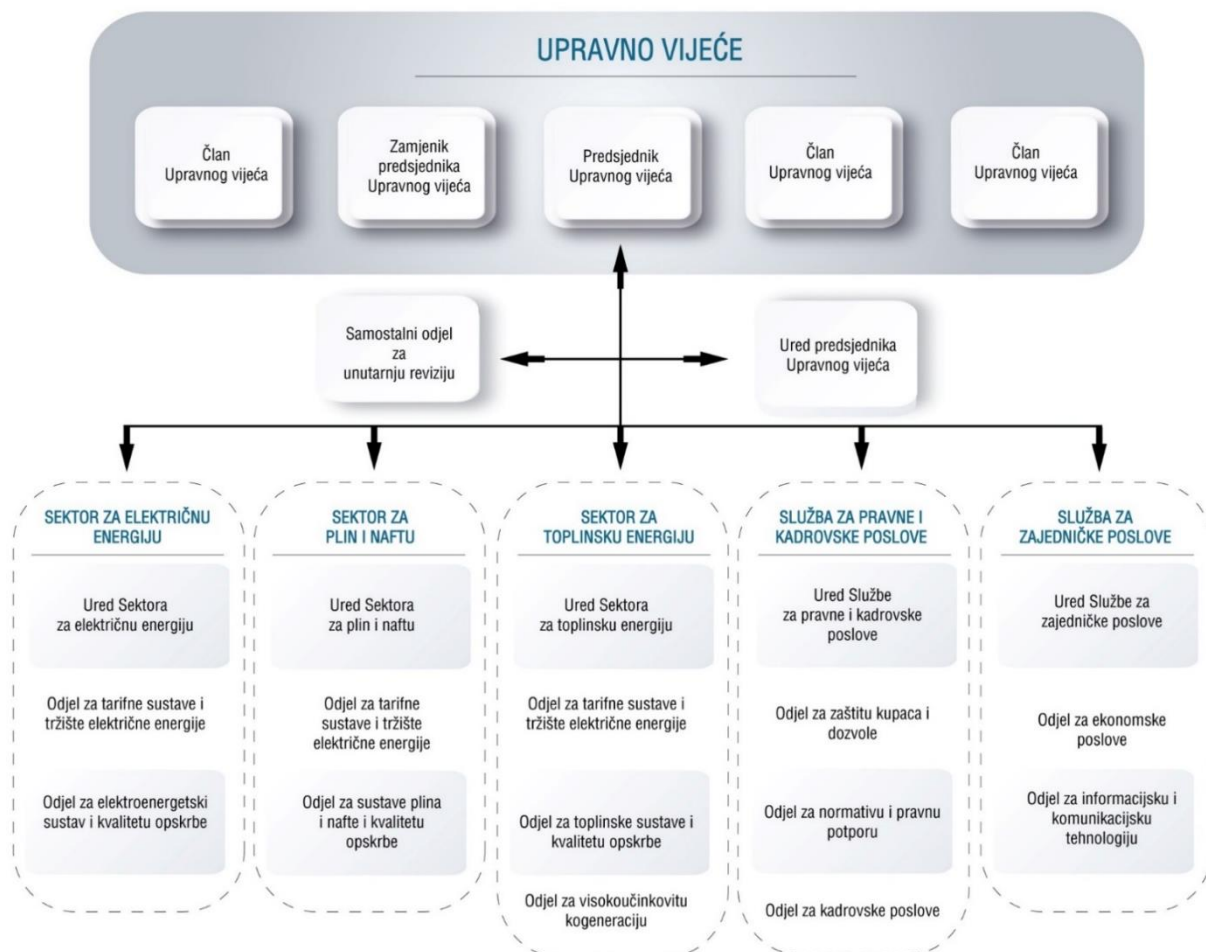 UPRAVNO VIJEĆE
Član
Upravnog vijeća
Zamjenik
predsjednika
Upravnog vijeća
Predsjednik
Upravnog vijeća
Član
Upravnog vijeća
Član
Upravnog vijeća
Samostalni odjel
za
unutarnju reviziju
Ured predsjednika
Upravnog vijeća
SEKTOR ZA ELEKTRIČNU
ENERGIJU
Ured Sektora
za električnu energiju
Odjel za tarifne sustave i
tržište električne energije
Odjel za elektroenergetski
sustav i kvalitetu opskrbe
SEKTOR ZA
PLIN I NAFTU
Ured Sektora
za plin i naftu
Odjel za tarifne
sustave i tržište
električne energije
Odjel za sustave plina
i nafte i kvalitetu
opskrbe
SEKTOR ZA
TOPLINSKU ENERGIJU
Ured Sektora
za toplinsku energiju
Odjel za tarifne sustave i
tržište električne energije
Odjel za toplinske sustave i
kvalitetu opskrbe
Odjel za visokoučinkovitu
kogeneraciju
SLUŽBA ZA PRAVNE I
KADROVSKE POSLOVE
Ured Službe
za pravne i kadrovske
poslove
Odjel za zaštitu kupaca i
dozvole
Odjel za normativu i pravnu
potporu
Odjel za kadrovske poslove
SLUŽBA ZA
ZAJEDNIČKE POSLOVE
Ured Službe za
zajedničke poslove
Odjel za ekonomske
poslove
Odjel za informacijsku i
komunikacijsku
tehnologiju